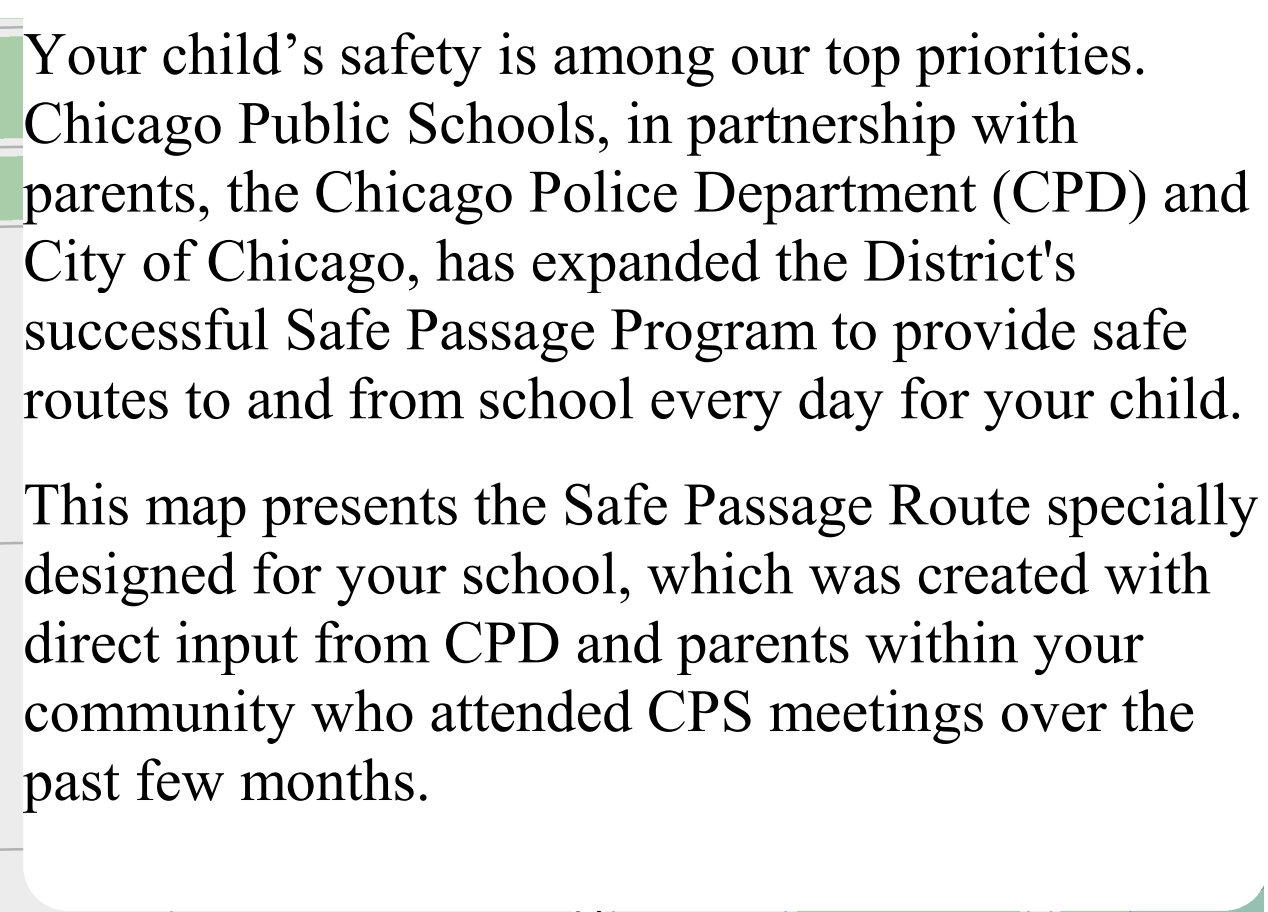 Your child’s safety is among our top priorities.
Chicago Public Schools, in partnership with
parents, the Chicago Police Department (CPD) and
City of Chicago, has expanded the District's
successful Safe Passage Program to provide safe
routes to and from school every day for your child.
This map presents the Safe Passage Route specially
designed for your school, which was created with
direct input from CPD and parents within your
community who attended CPS meetings over the
past few months.